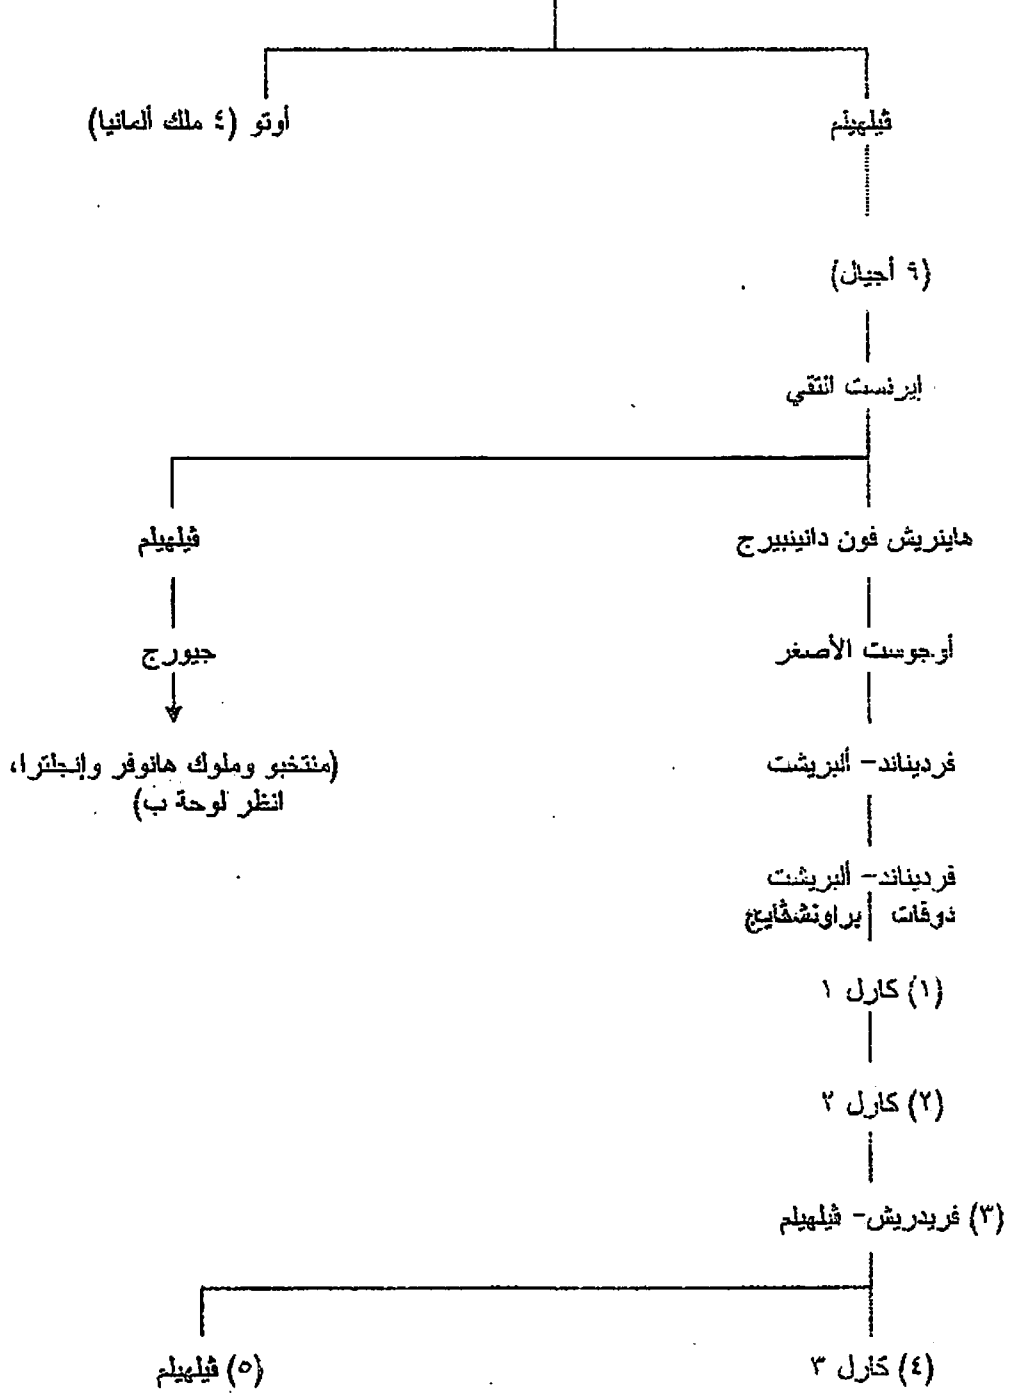 ڤيلهيلم
أوتو (٤ ملك ألمانيا)
(٩ أجيال)
إيرنست التقي
هاينريش فون دانينبيرج
ڤيلهيلم
أوجوست الأصغر
جيورج
فرديناند- ألبريشت
(منتخبو وملوك هانوفر وإنجلترا،
انظر لوحة ب)
فرديناند- ألبريشت
دوقات براونشڤايج
(١) كارل ١
(٢) كارل ٢
(٣) فريدريش- ڤيلهيلم
(٤) كارل ٣
(٥) ڤيلهيلم